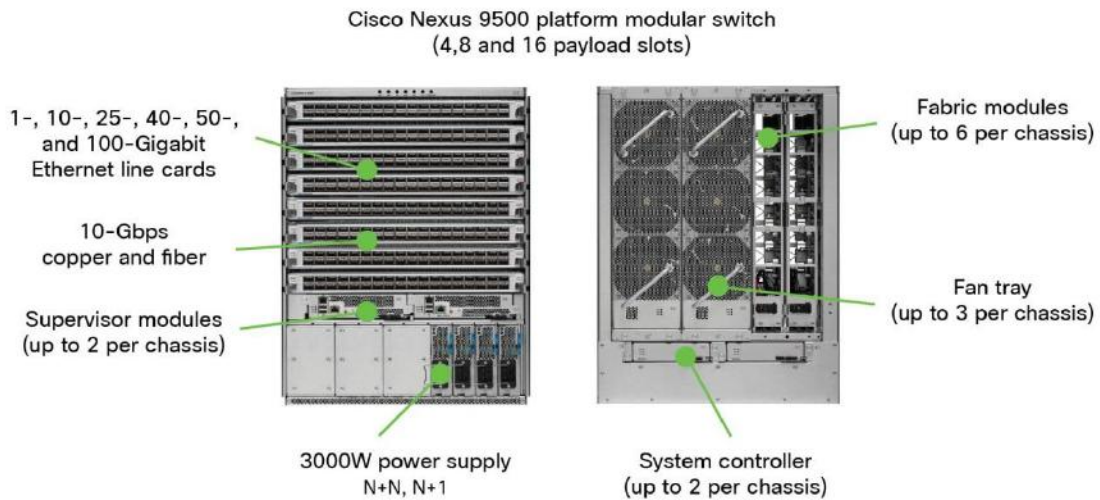 Cisco Nexus 9500 platform modular switch
(4,8 and 16 payload slots)
1-, 10-, 25-, 40-, 50-,
and 100-Gigabit
Ethernet line cards
10-Gbps
copper and fiber
Supervisor modules
(up to 2 per chassis)
3000W power supply
N+N, N+1
Fabric modules
(up to 6 per chassis)
Fan tray
(up to 3 per chassis)
System controller
(up to 2 per chassis)